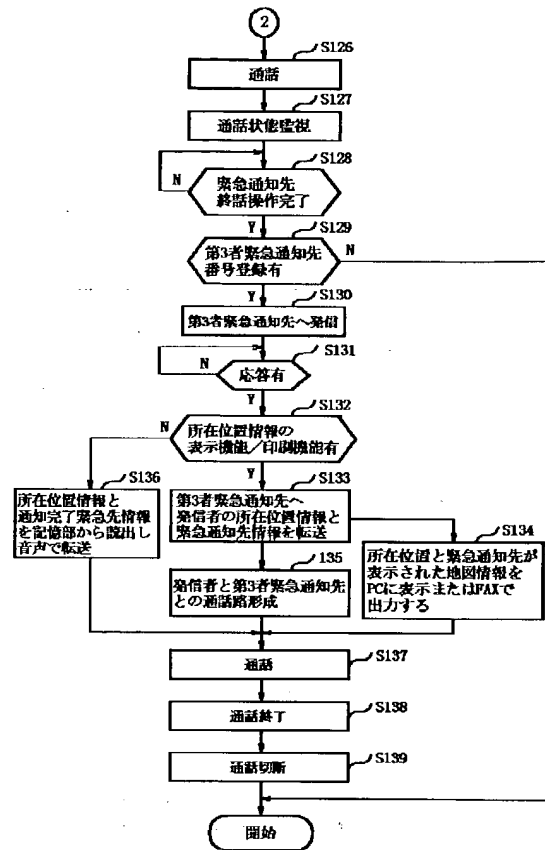 2
S126
通話
S127
通話状態監視
S128
N
緊急通知先
終話操作完了
Y
S129
第3者緊急通知先
番号登録有
N
Y
S130
第3者緊急通知先へ発信
S131
N
応答有
Y
S132
N
所在位置情報の
表示機能/印刷機能有
Y
S136
所在位置情報と
通知完了緊急先情報
を記憶部から読出し
音声で転送
S133
第3者緊急通知先へ
発信者の所在位置情報と
緊急通知先情報を転送
S134
所在位置と緊急通知先が
表示された地図情報を
PCに表示またはFAXで
出力する
135
発信者と第3者緊急通知先
との通話路形成
S137
通話
S138
通話終了
S139
通話切断
開始